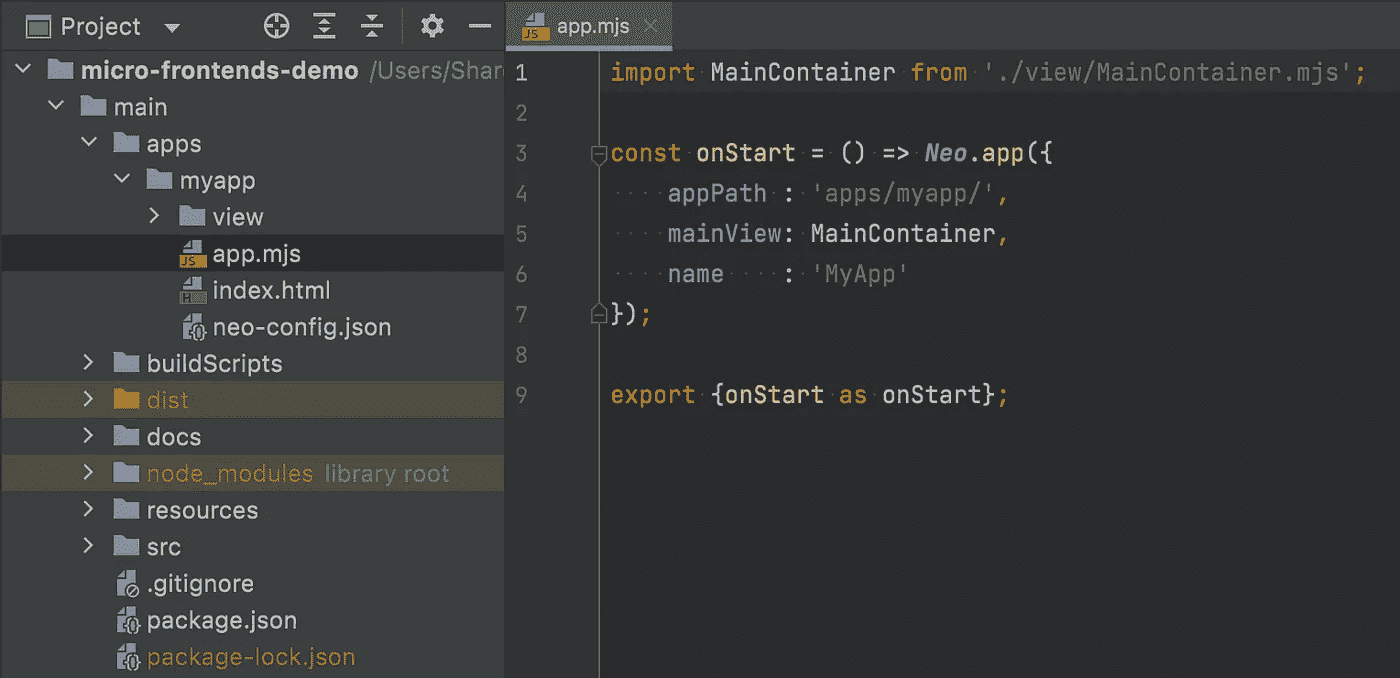 Project
micro-frontends-demo /Users/Shar
main
apps
myapp
view
app.mjs
index.html
neo-config.json
buildScripts
dist
docs
node_modules library root
resources
src
.gitignore
package.json
package-lock.json
JS app.mjs
1 import MainContainer from './view/MainContainer.mjs';
2
3 const onStart = () => Neo.app({
4 appPath : 'apps/myapp/',
5 mainView: MainContainer,
6 name : 'MyApp'
7 });
8
9 export {onStart as onStart};